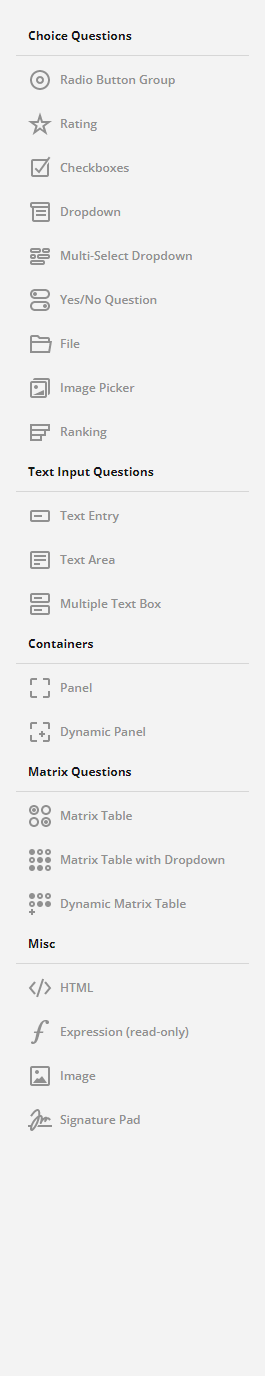 Choice Questions
Radio Button Group
Rating
Checkboxes
Dropdown
Multi-Select Dropdown
Yes/No Question
File
Image Picker
Ranking
Text Input Questions
Text Entry
Text Area
Multiple Text Box
Containers
Panel
Dynamic Panel
Matrix Questions
Matrix Table
Matrix Table with Dropdown
Dynamic Matrix Table
Misc
HTML
Expression (read-only)
Image
Signature Pad